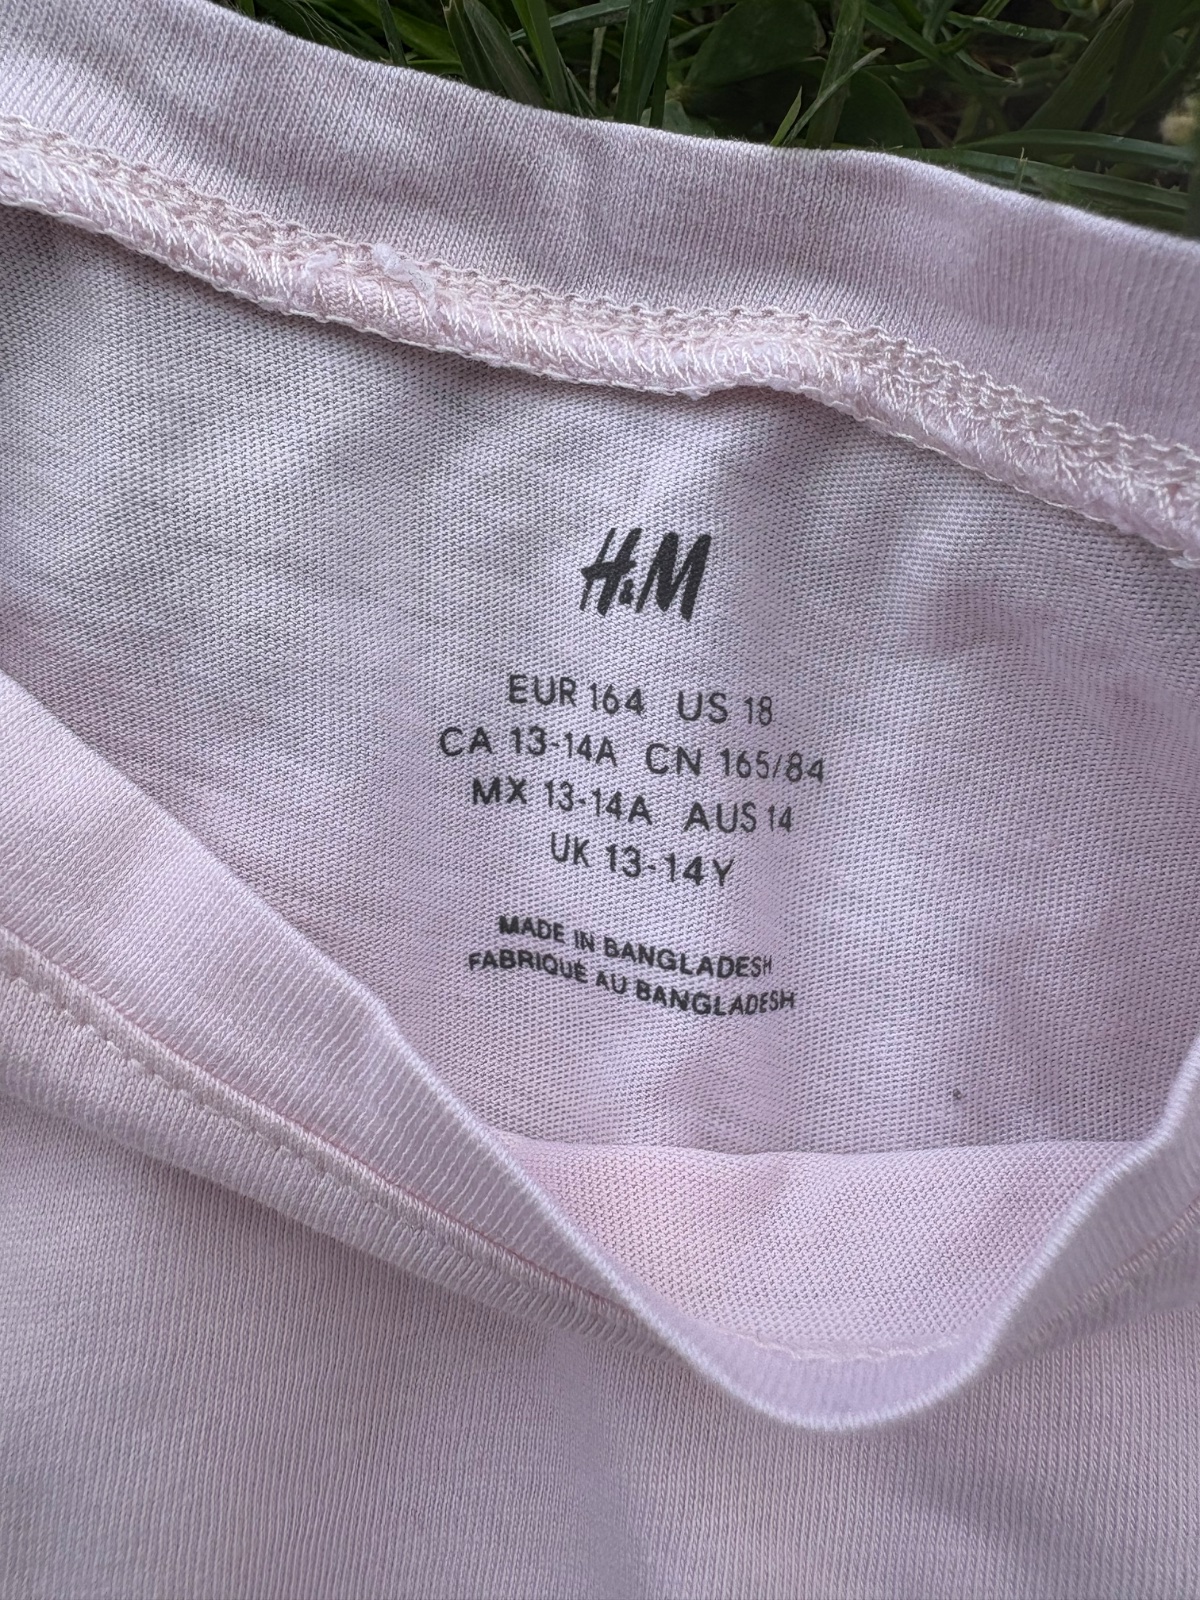 H&M
EUR 164 US 18
CA 13-14A CN 165/84
MX 13-14A AUS 14
UK 13-14Y
MADE IN BANGLADESH
FABRIQUÉ AU BANGLADESH